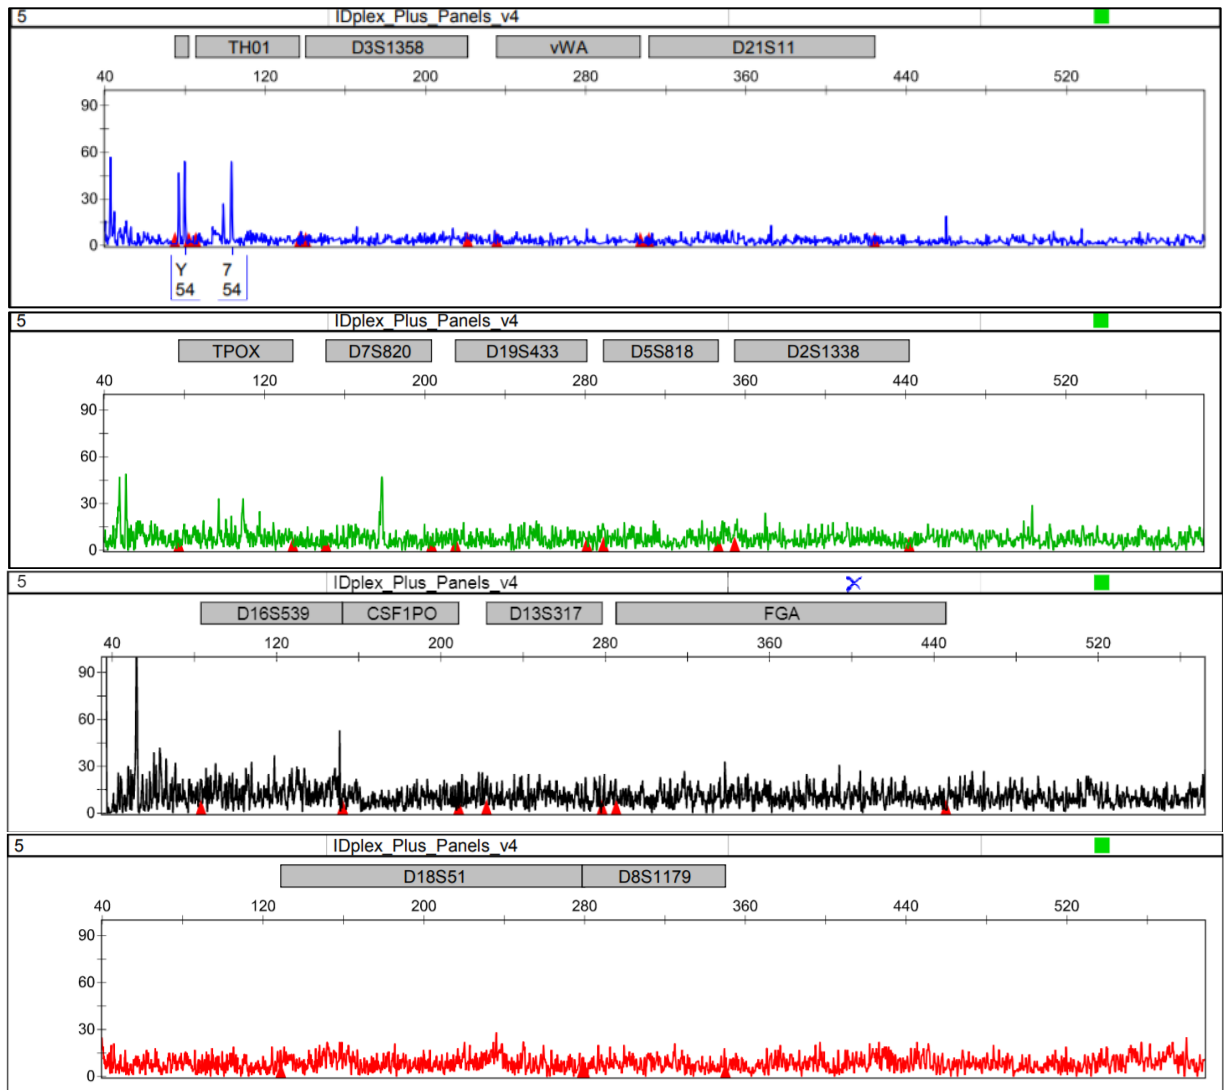 5 IDplex_Plus_Panels_v4
TH01 D3S1358 vWA D21S11
40 120 200 280 360 440 520
90
60
30
0
Y 7
54 54
5 IDplex_Plus_Panels_v4
TPOX D7S820 D19S433 D5S818 D2S1338
40 120 200 280 360 440 520
90
60
30
0
5 IDplex_Plus_Panels_v4
D16S539 CSF1PO D13S317 FGA
40 120 200 280 360 440 520
90
60
30
0
5 IDplex_Plus_Panels_v4
D18S51 D8S1179
40 120 200 280 360 440 520
90
60
30
0